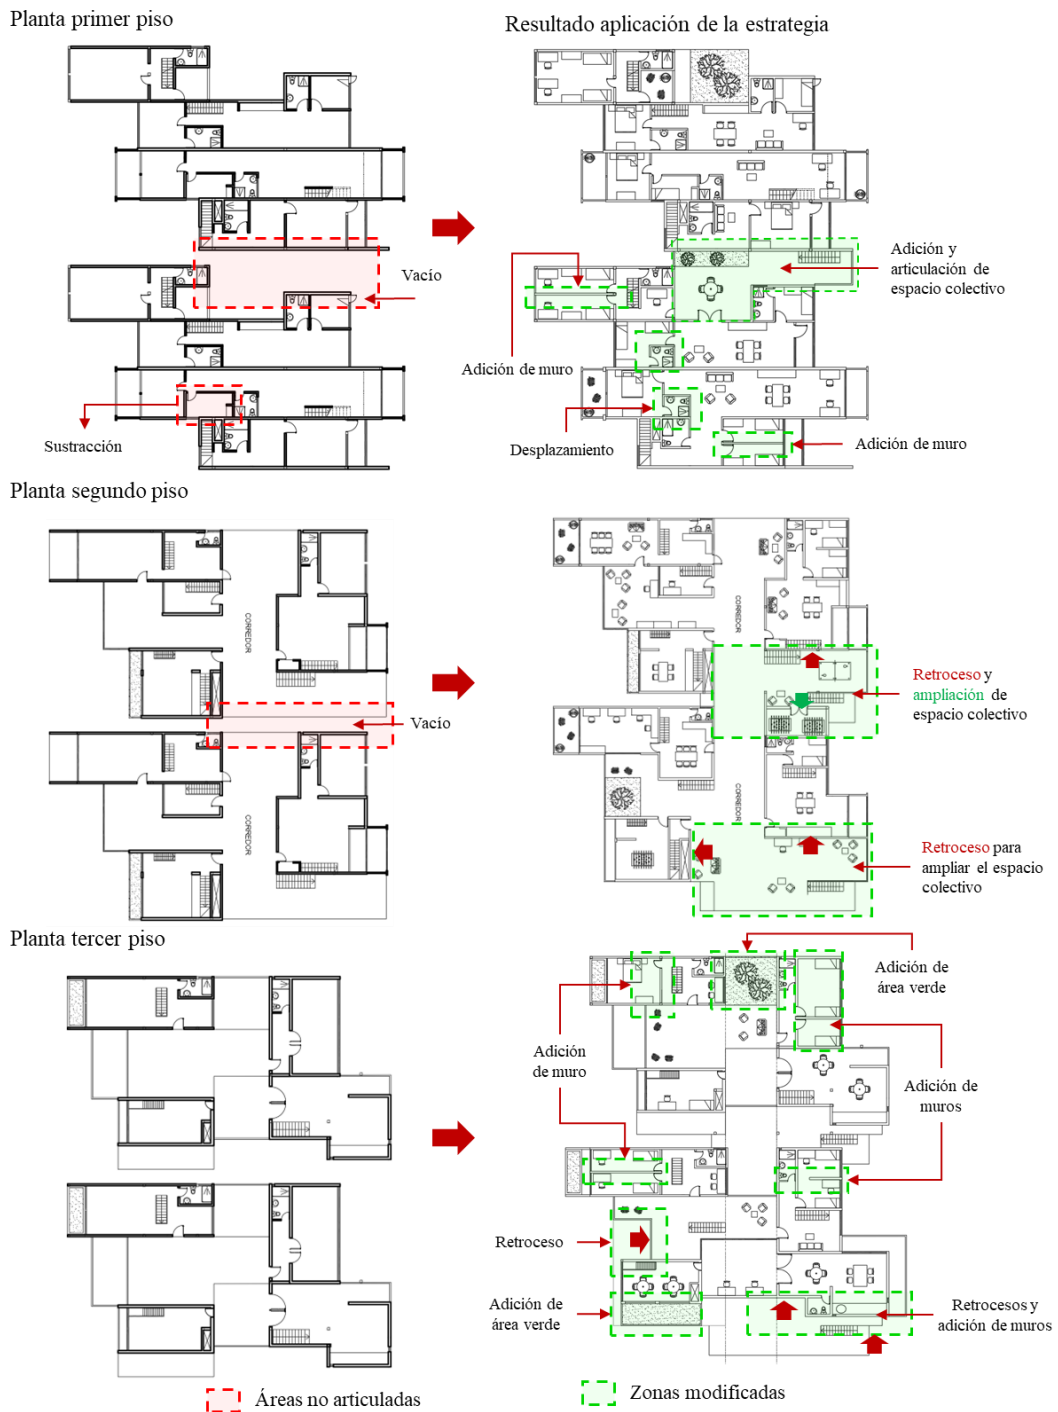 Planta primer piso
Resultado aplicación de la estrategia
Vacío
Sustracción
Adición y
articulación de
espacio colectivo
Adición de muro
Desplazamiento
Adición de muro
Planta segundo piso
CORREDOR
CORREDOR
Vacío
CORREDOR
CORREDOR
Retroceso y
ampliación de
espacio colectivo
Retroceso para
ampliar el espacio
colectivo
Planta tercer piso
Adición de
área verde
Adición
de muro
Adición de
muros
Retroceso
Adición de
área verde
Retrocesos y
adición de muros
Áreas no articuladas
Zonas modificadas